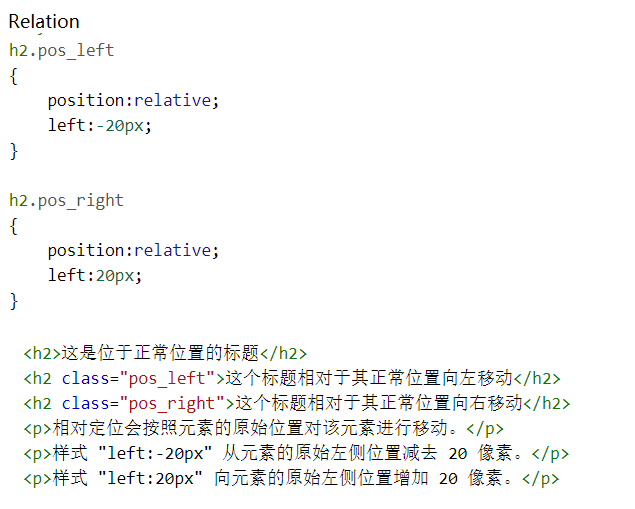 Relation
h2.pos_left
{
    position:relative;
    left:-20px;
}
h2.pos_right
{
    position:relative;
    left:20px;
}
<h2>这是位于正常位置的标题</h2>
<h2 class="pos_left">这个标题相对于其正常位置向左移动</h2>
<h2 class="pos_right">这个标题相对于其正常位置向右移动</h2>
<p>相对定位会按照元素的原始位置对该元素进行移动。</p>
<p>样式 "left:-20px" 从元素的原始左侧位置减去 20 像素。</p>
<p>样式 "left:20px" 向元素的原始左侧位置增加 20 像素。</p>